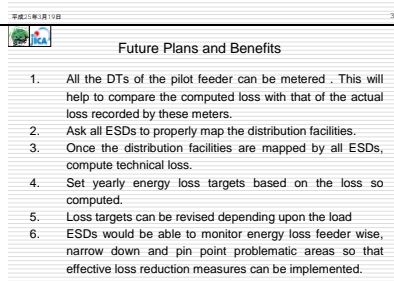 平成25年3月19日
3
JICA
Future Plans and Benefits
1. All the DTs of the pilot feeder can be metered . This will
help to compare the computed loss with that of the actual
loss recorded by these meters.
2. Ask all ESDs to properly map the distribution facilities.
3. Once the distribution facilities are mapped by all ESDs,
compute technical loss.
4. Set yearly energy loss targets based on the loss so
computed.
5. Loss targets can be revised depending upon the load
6. ESDs would be able to monitor energy loss feeder wise,
narrow down and pin point problematic areas so that
effective loss reduction measures can be implemented.